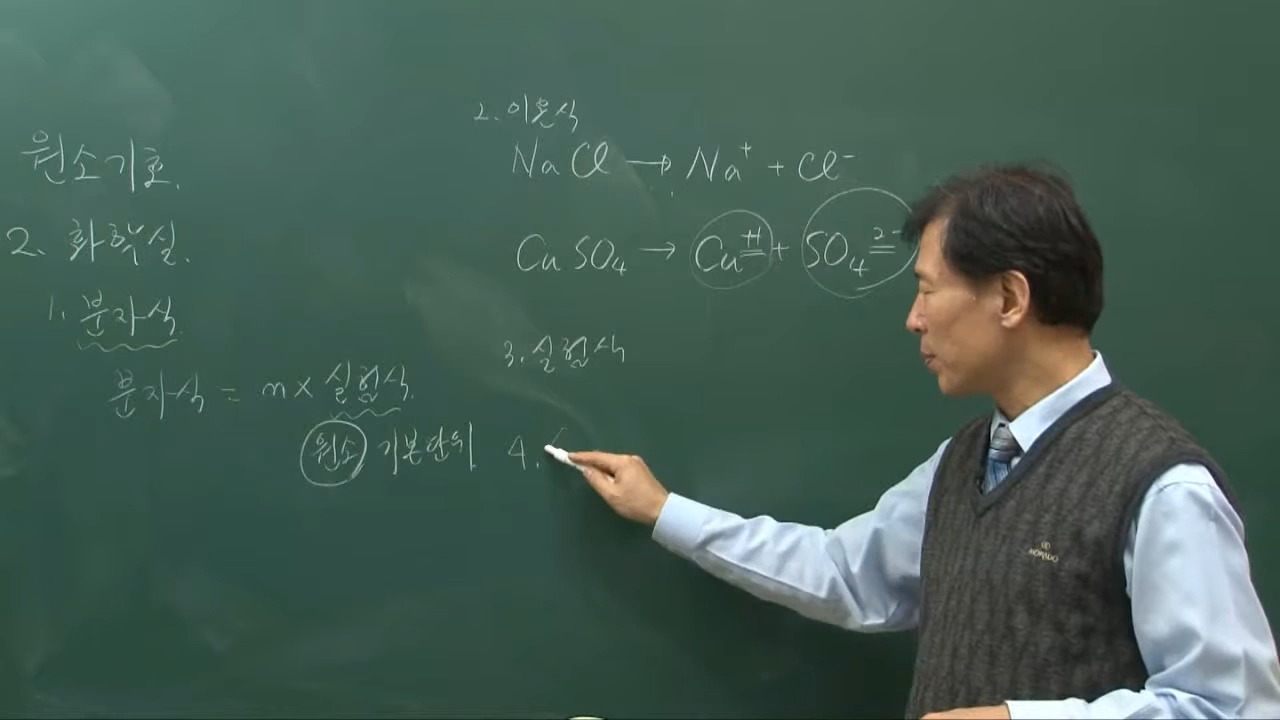 원소기호.
2. 화학식.
1. 분자식.
분자식 = n × 실험식.
원소 기본단위
2. 이온식
NaCl → Na⁺ + Cl⁻
CuSO₄ → Cu⁺⁺ + SO₄²⁻
3. 실험식
4.